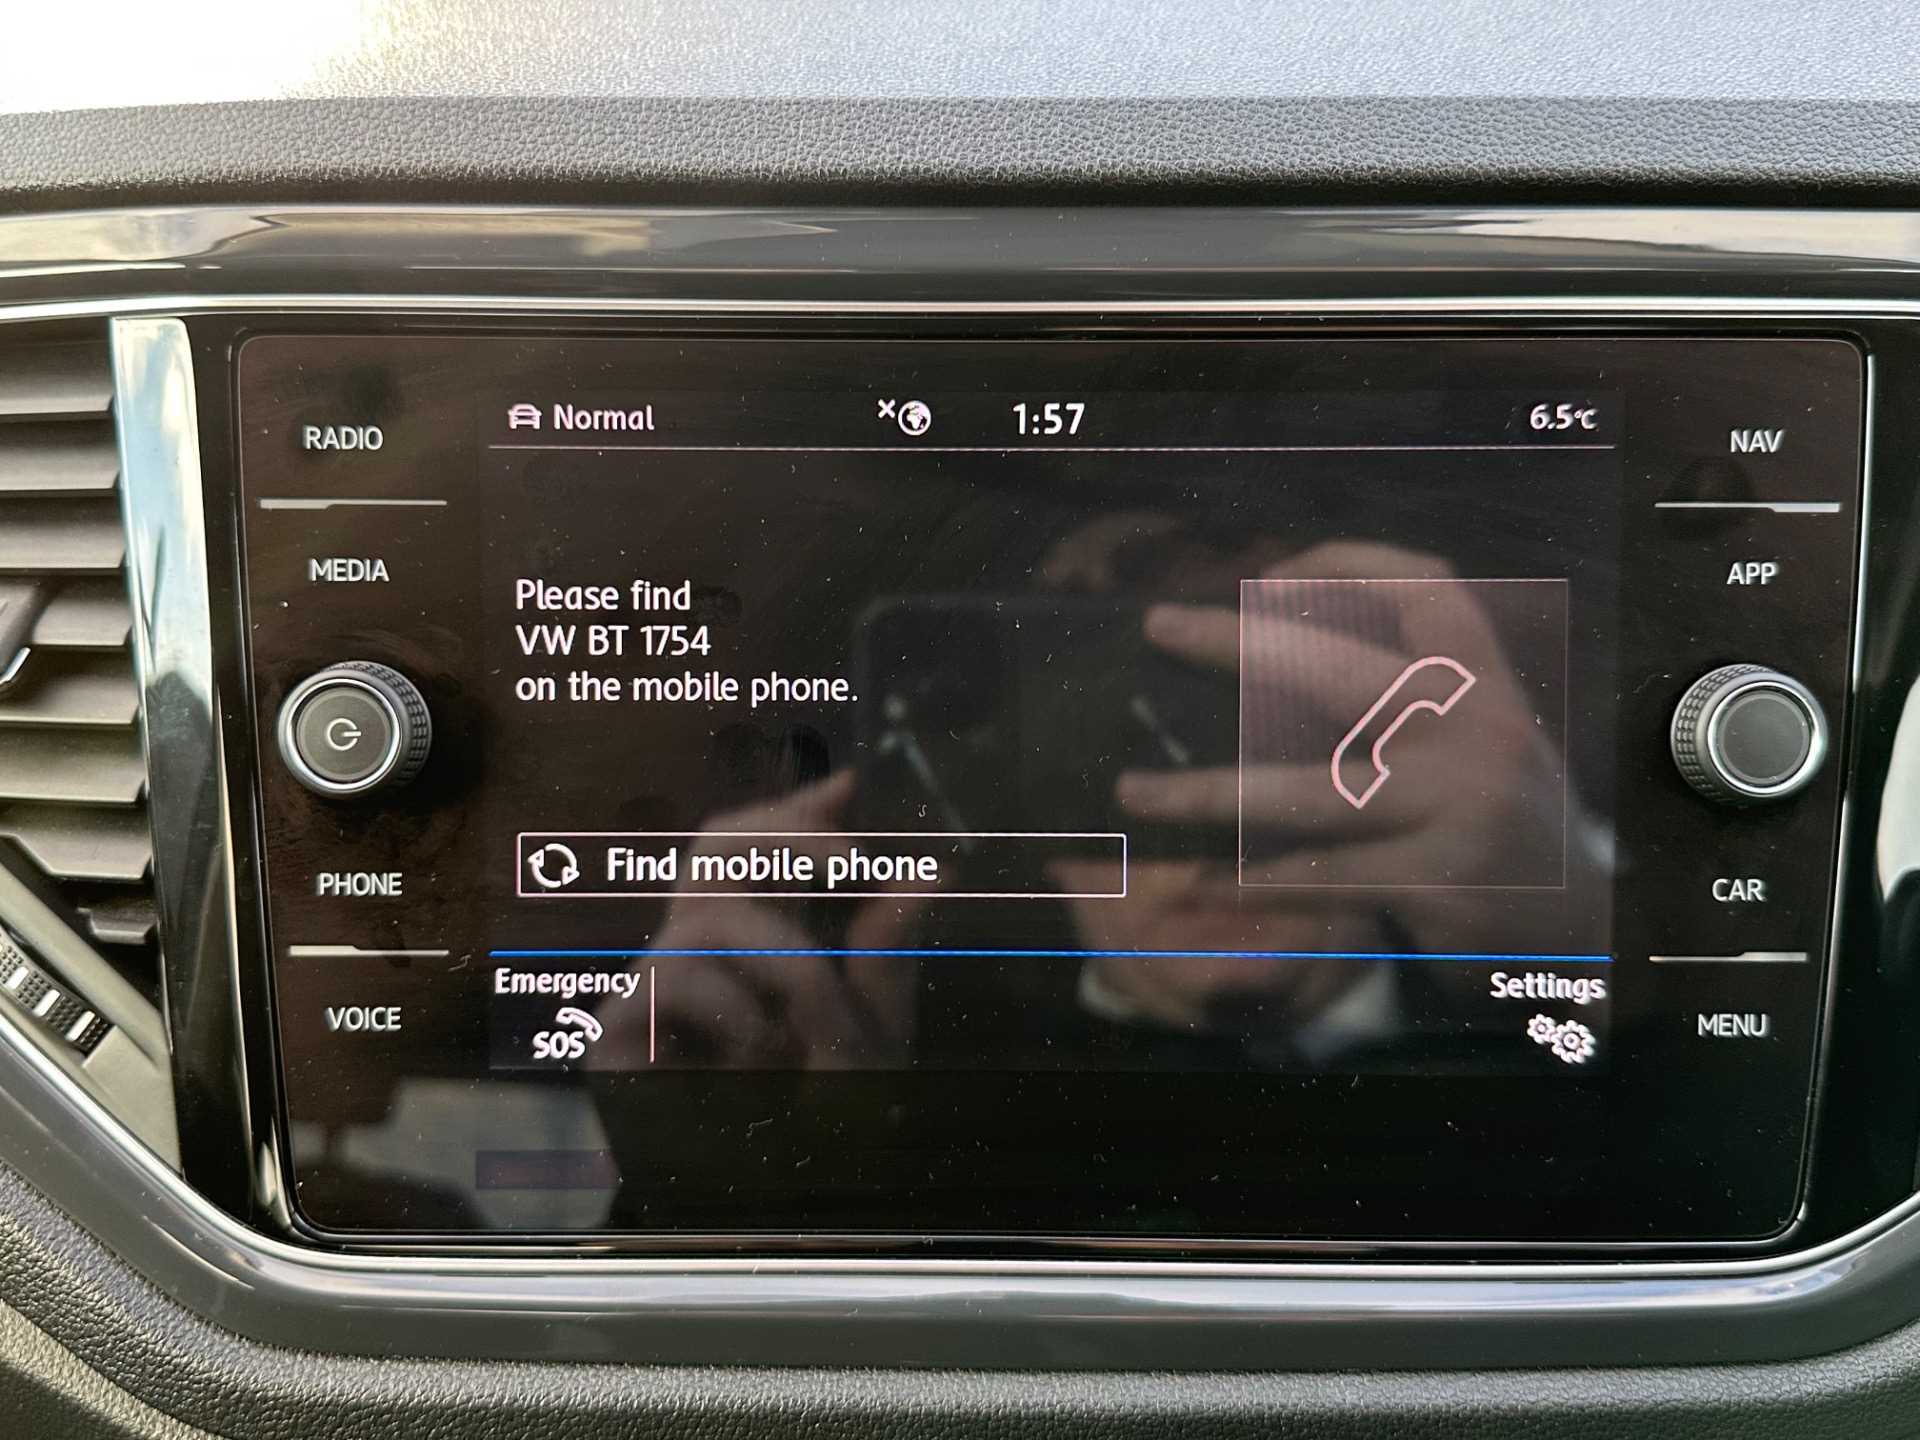 Normal
1:57
6.5°C
RADIO
MEDIA
PHONE
VOICE
Please find
VW BT 1754
on the mobile phone.
Find mobile phone
Emergency
SOS
Settings
NAV
APP
CAR
MENU